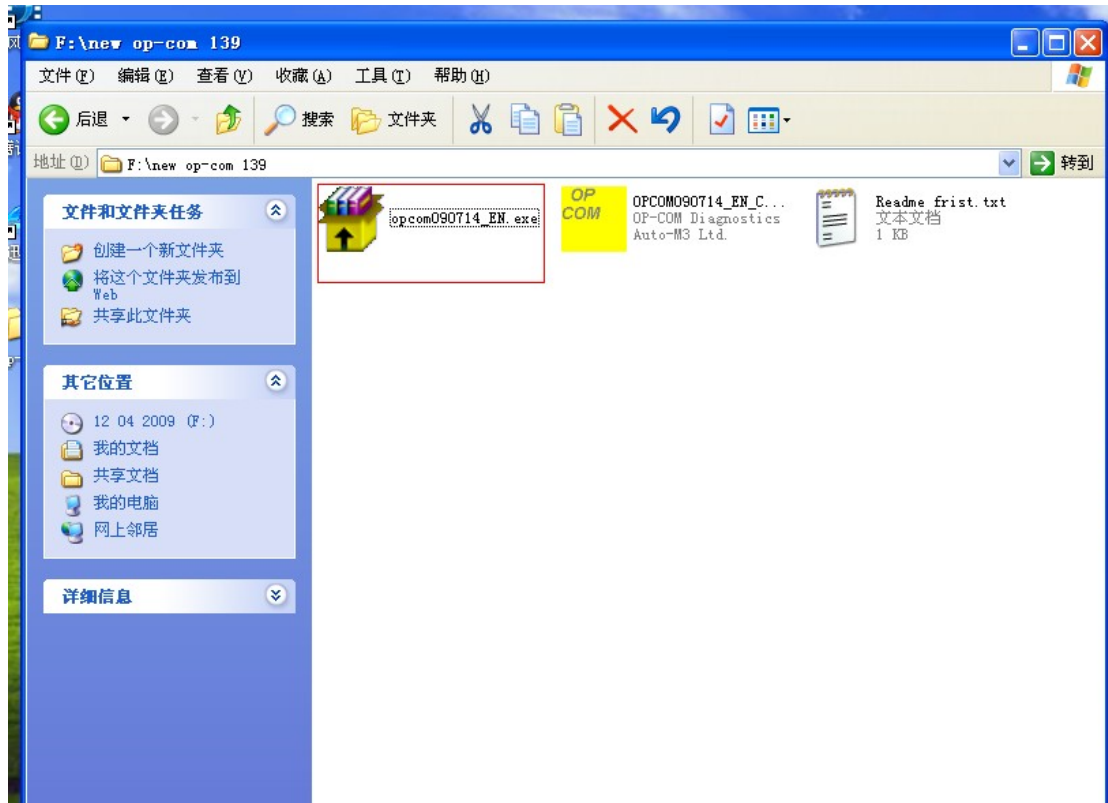 F:\new op-com 139
文件(F) 编辑(E) 查看(V) 收藏(A) 工具(T) 帮助(H)
后退 搜索 文件夹
地址(D) F:\new op-com 139 转到
文件和文件夹任务
创建一个新文件夹
将这个文件夹发布到
Web
共享此文件夹
其它位置
12 04 2009 (F:)
我的文档
共享文档
我的电脑
网上邻居
详细信息
opcom090714_EN.exe
OP
COM
OPCOM090714_EN_C...
OP-COM Diagnostics
Auto-M3 Ltd.
Readme frist.txt
文本文档
1 KB